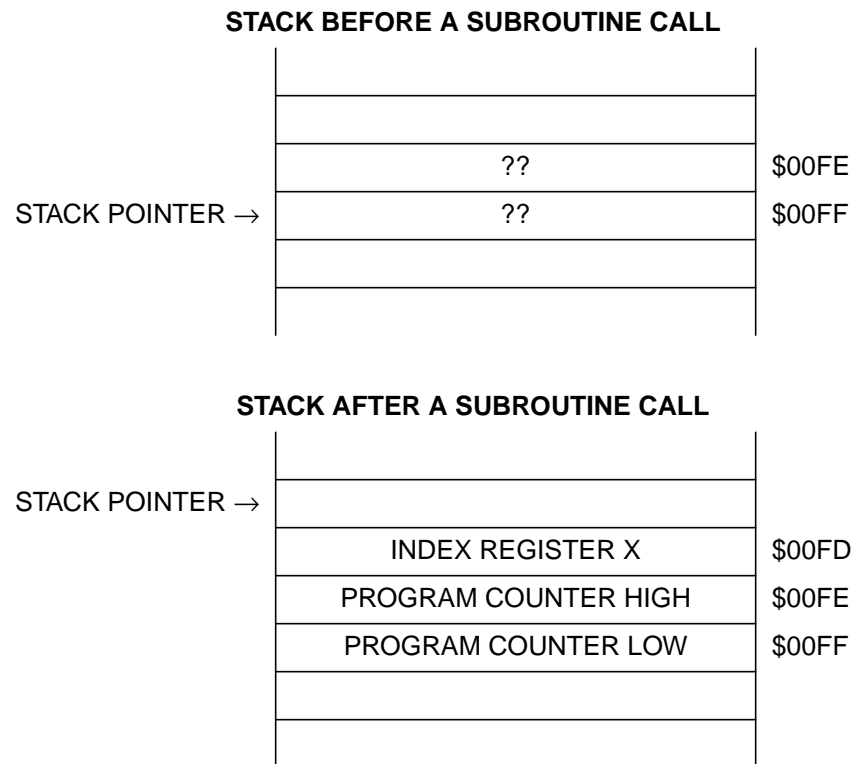 STACK BEFORE A SUBROUTINE CALL
?? $00FE
STACK POINTER → ?? $00FF
STACK AFTER A SUBROUTINE CALL
STACK POINTER →
INDEX REGISTER X $00FD
PROGRAM COUNTER HIGH $00FE
PROGRAM COUNTER LOW $00FF